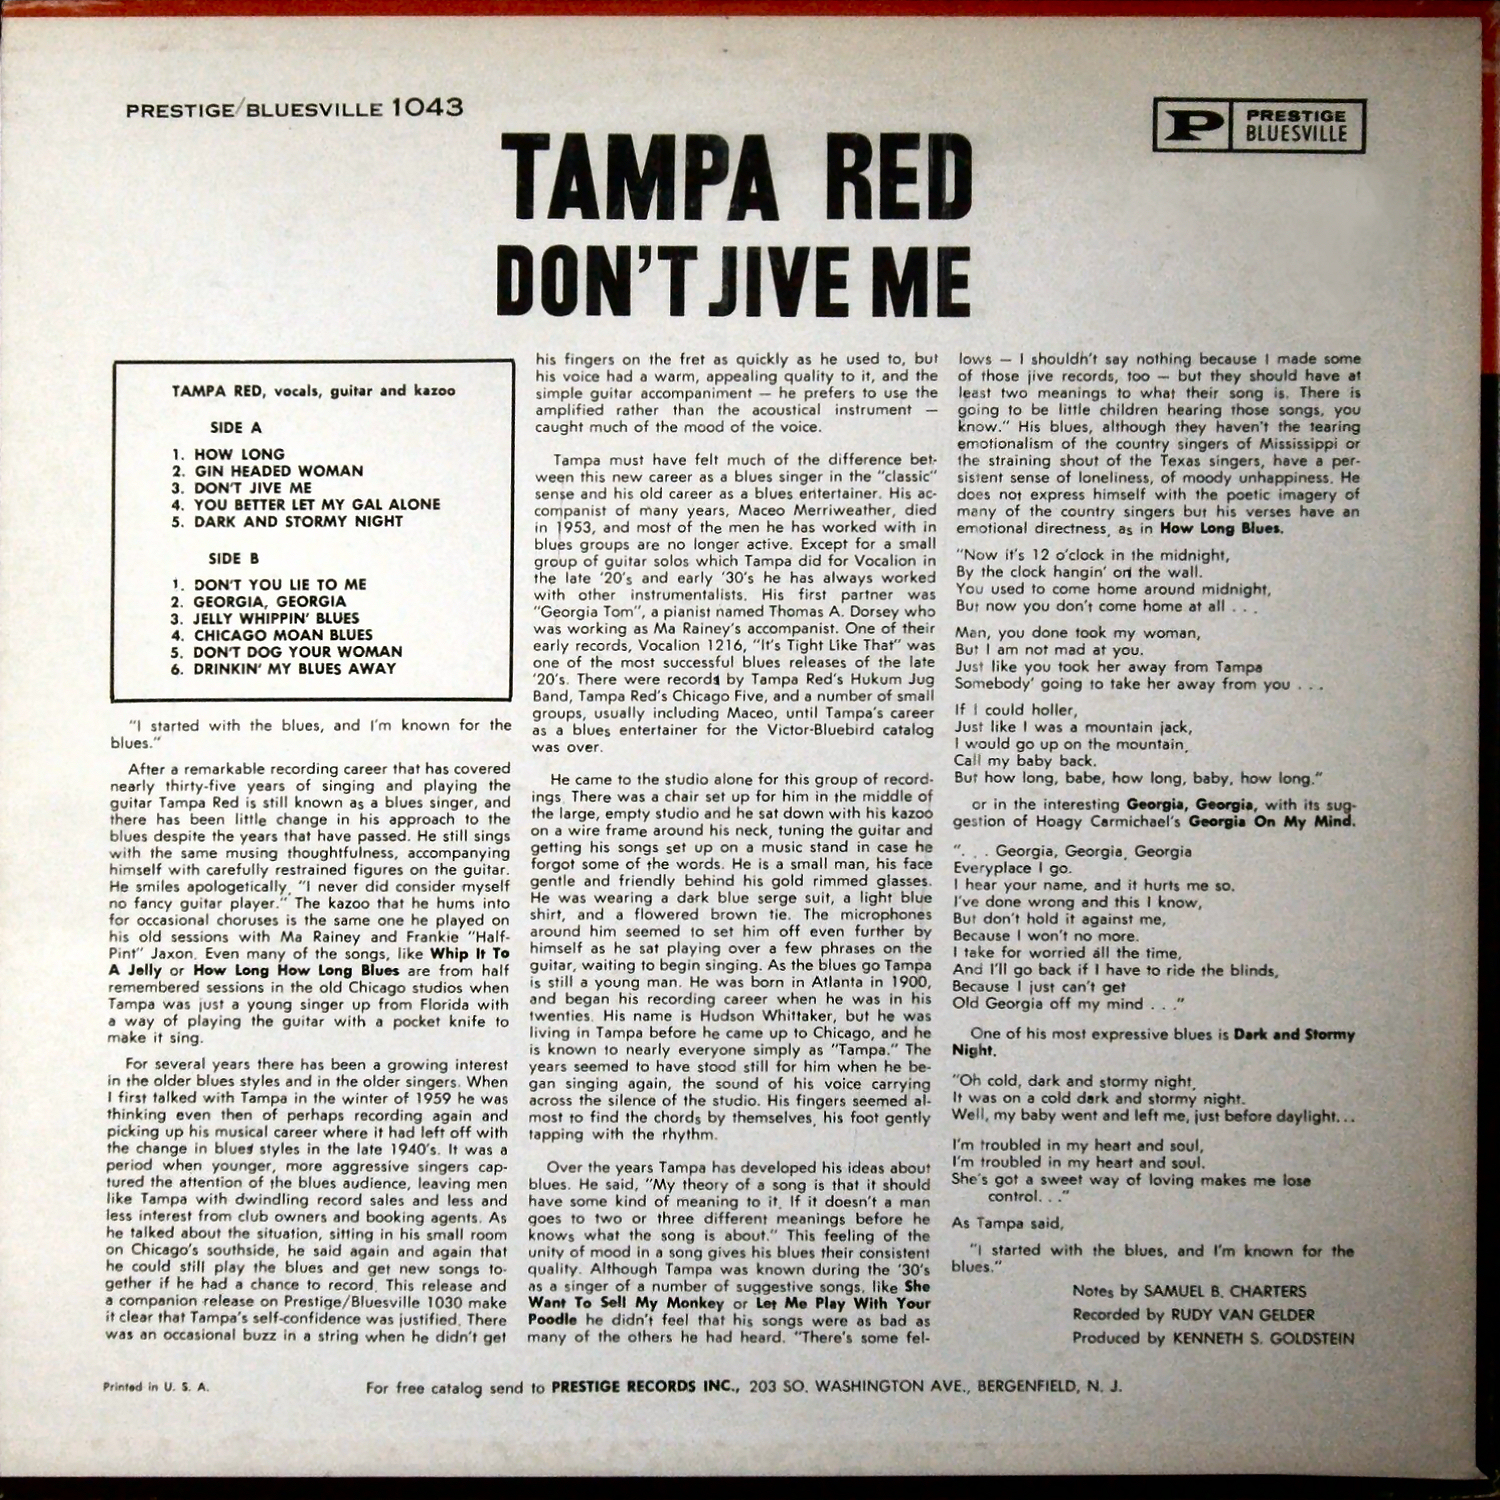 PRESTIGE/BLUESVILLE 1043
P PRESTIGE
BLUESVILLE
TAMPA RED
DON'T JIVE ME
TAMPA RED, vocals, guitar and kazoo
SIDE A
1. HOW LONG
2. GIN HEADED WOMAN
3. DON'T JIVE ME
4. YOU BETTER LET MY GAL ALONE
5. DARK AND STORMY NIGHT
SIDE B
1. DON'T YOU LIE TO ME
2. GEORGIA, GEORGIA
3. JELLY WHIPPIN' BLUES
4. CHICAGO MOAN BLUES
5. DON'T DOG YOUR WOMAN
6. DRINKIN' MY BLUES AWAY
"I started with the blues, and I'm known for the
blues."
After a remarkable recording career that has covered
nearly thirty-five years of singing and playing the
guitar Tampa Red is still known as a blues singer, and
there has been little change in his approach to the
blues despite the years that have passed. He still sings
with the same musing thoughtfulness, accompanying
himself with carefully restrained figures on the guitar.
He smiles apologetically, "I never did consider myself
no fancy guitar player." The kazoo that he hums into
for occasional choruses is the same one he played on
his old sessions with Ma Rainey and Frankie "Half-
Pint" Jaxon. Even many of the songs, like Whip It To
A Jelly or How Long How Long Blues are from half
remembered sessions in the old Chicago studios when
Tampa was just a young singer up from Florida with
a way of playing the guitar with a pocket knife to
make it sing.
For several years there has been a growing interest
in the older blues styles and in the older singers. When
I first talked with Tampa in the winter of 1959 he was
thinking even then of perhaps recording again and
picking up his musical career where it had left off with
the change in blues styles in the late 1940's. It was a
period when younger, more aggressive singers cap-
tured the attention of the blues audience, leaving men
like Tampa with dwindling record sales and less and
less interest from club owners and booking agents. As
he talked about the situation, sitting in his small room
on Chicago's southside, he said again and again that
he could still play the blues and get new songs to-
gether if he had a chance to record. This release and
a companion release on Prestige/Bluesville 1030 make
it clear that Tampa's self-confidence was justified. There
was an occasional buzz in a string when he didn't get
his fingers on the fret as quickly as he used to, but
his voice had a warm, appealing quality to it, and the
simple guitar accompaniment — he prefers to use the
amplified rather than the acoustical instrument —
caught much of the mood of the voice.
Tampa must have felt much of the difference bet-
ween this new career as a blues singer in the "classic"
sense and his old career as a blues entertainer. His ac-
companist of many years, Maceo Merriweather, died
in 1953, and most of the men he has worked with in
blues groups are no longer active. Except for a small
group of guitar solos which Tampa did for Vocalion in
the late '20's and early '30's he has always worked
with other instrumentalists. His first partner was
"Georgia Tom", a pianist named Thomas A. Dorsey who
was working as Ma Rainey's accompanist. One of their
early records, Vocalion 1216, "It's Tight Like That" was
one of the most successful blues releases of the late
'20's. There were records by Tampa Red's Hukum Jug
Band, Tampa Red's Chicago Five, and a number of small
groups, usually including Maceo, until Tampa's career
as a blues entertainer for the Victor-Bluebird catalog
was over.
He came to the studio alone for this group of record-
ings. There was a chair set up for him in the middle of
the large, empty studio and he sat down with his kazoo
on a wire frame around his neck, tuning the guitar and
getting his songs set up on a music stand in case he
forgot some of the words. He is a small man, his face
gentle and friendly behind his gold rimmed glasses.
He was wearing a dark blue serge suit, a light blue
shirt, and a flowered brown tie. The microphones
around him seemed to set him off even further by
himself as he sat playing over a few phrases on the
guitar, waiting to begin singing. As the blues go Tampa
is still a young man. He was born in Atlanta in 1900,
and began his recording career when he was in his
twenties. His name is Hudson Whittaker, but he was
living in Tampa before he came up to Chicago, and he
is known to nearly everyone simply as "Tampa." The
years seemed to have stood still for him when he be-
gan singing again, the sound of his voice carrying
across the silence of the studio. His fingers seemed al-
most to find the chords by themselves, his foot gently
tapping with the rhythm.
Over the years Tampa has developed his ideas about
blues. He said, "My theory of a song is that it should
have some kind of meaning to it. If it doesn't a man
goes to two or three different meanings before he
knows what the song is about." This feeling of the
unity of mood in a song gives his blues their consistent
quality. Although Tampa was known during the '30's
as a singer of a number of suggestive songs, like She
Want To Sell My Monkey or Let Me Play With Your
Poodle he didn't feel that his songs were as bad as
many of the others he had heard. "There's some fel-
lows — I shouldn't say nothing because I made some
of those jive records, too — but they should have at
least two meanings to what their song is. There is
going to be little children hearing those songs, you
know." His blues, although they haven't the tearing
emotionalism of the country singers of Mississippi or
the straining shout of the Texas singers, have a per-
sistent sense of loneliness, of moody unhappiness. He
does not express himself with the poetic imagery of
many of the country singers but his verses have an
emotional directness, as in How Long Blues.
"Now it's 12 o'clock in the midnight,
By the clock hangin' on the wall.
You used to come home around midnight,
But now you don't come home at all . . .
Man, you done took my woman,
But I am not mad at you.
Just like you took her away from Tampa
Somebody' going to take her away from you . . .
If I could holler,
Just like I was a mountain jack,
I would go up on the mountain,
Call my baby back.
But how long, babe, how long, baby, how long."
or in the interesting Georgia, Georgia, with its sug-
gestion of Hoagy Carmichael's Georgia On My Mind.
". . . Georgia, Georgia, Georgia
Everyplace I go.
I hear your name, and it hurts me so.
I've done wrong and this I know,
But don't hold it against me,
Because I won't no more.
I take for worried all the time,
And I'll go back if I have to ride the blinds,
Because I just can't get
Old Georgia off my mind . . ."
One of his most expressive blues is Dark and Stormy
Night.
"Oh cold, dark and stormy night,
It was on a cold dark and stormy night.
Well, my baby went and left me, just before daylight...
I'm troubled in my heart and soul,
I'm troubled in my heart and soul.
She's got a sweet way of loving makes me lose
control. . ."
As Tampa said,
"I started with the blues, and I'm known for the
blues."
Notes by SAMUEL B. CHARTERS
Recorded by RUDY VAN GELDER
Produced by KENNETH S. GOLDSTEIN
Printed in U. S. A.
For free catalog send to PRESTIGE RECORDS INC., 203 SO. WASHINGTON AVE., BERGENFIELD, N. J.